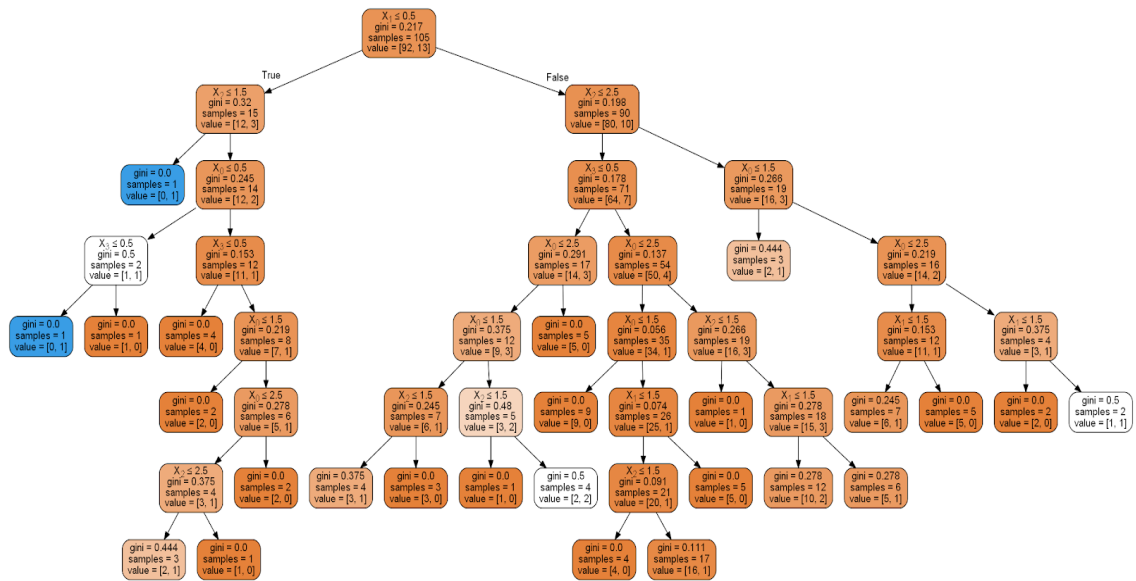 X₁ ≤ 0.5
gini = 0.217
samples = 105
value = [92, 13]
True
False
X₂ ≤ 1.5
gini = 0.32
samples = 15
value = [12, 3]
X₂ ≤ 2.5
gini = 0.198
samples = 90
value = [80, 10]
gini = 0.0
samples = 1
value = [0, 1]
X₀ ≤ 0.5
gini = 0.245
samples = 14
value = [12, 2]
X₃ ≤ 0.5
gini = 0.178
samples = 71
value = [64, 7]
X₀ ≤ 1.5
gini = 0.266
samples = 19
value = [16, 3]
X₃ ≤ 0.5
gini = 0.5
samples = 2
value = [1, 1]
X₃ ≤ 0.5
gini = 0.153
samples = 12
value = [11, 1]
X₀ ≤ 2.5
gini = 0.291
samples = 17
value = [14, 3]
X₀ ≤ 2.5
gini = 0.137
samples = 54
value = [50, 4]
gini = 0.444
samples = 3
value = [2, 1]
X₀ ≤ 2.5
gini = 0.219
samples = 16
value = [14, 2]
gini = 0.0
samples = 1
value = [0, 1]
gini = 0.0
samples = 1
value = [1, 0]
gini = 0.0
samples = 4
value = [4, 0]
X₀ ≤ 1.5
gini = 0.219
samples = 8
value = [7, 1]
X₀ ≤ 1.5
gini = 0.375
samples = 12
value = [9, 3]
gini = 0.0
samples = 5
value = [5, 0]
X₀ ≤ 1.5
gini = 0.056
samples = 35
value = [34, 1]
X₂ ≤ 1.5
gini = 0.266
samples = 19
value = [16, 3]
X₁ ≤ 1.5
gini = 0.153
samples = 12
value = [11, 1]
X₁ ≤ 1.5
gini = 0.375
samples = 4
value = [3, 1]
gini = 0.0
samples = 2
value = [2, 0]
X₀ ≤ 2.5
gini = 0.278
samples = 6
value = [5, 1]
X₂ ≤ 1.5
gini = 0.245
samples = 7
value = [6, 1]
X₂ ≤ 1.5
gini = 0.48
samples = 5
value = [3, 2]
gini = 0.0
samples = 9
value = [9, 0]
X₁ ≤ 1.5
gini = 0.074
samples = 26
value = [25, 1]
gini = 0.0
samples = 1
value = [1, 0]
X₁ ≤ 1.5
gini = 0.278
samples = 18
value = [15, 3]
gini = 0.245
samples = 7
value = [6, 1]
gini = 0.0
samples = 5
value = [5, 0]
gini = 0.0
samples = 2
value = [2, 0]
gini = 0.5
samples = 2
value = [1, 1]
X₂ ≤ 2.5
gini = 0.375
samples = 4
value = [3, 1]
gini = 0.0
samples = 2
value = [2, 0]
gini = 0.375
samples = 4
value = [3, 1]
gini = 0.0
samples = 3
value = [3, 0]
gini = 0.0
samples = 1
value = [1, 0]
gini = 0.5
samples = 4
value = [2, 2]
X₂ ≤ 1.5
gini = 0.091
samples = 21
value = [20, 1]
gini = 0.0
samples = 5
value = [5, 0]
gini = 0.278
samples = 12
value = [10, 2]
gini = 0.278
samples = 6
value = [5, 1]
gini = 0.444
samples = 3
value = [2, 1]
gini = 0.0
samples = 1
value = [1, 0]
gini = 0.0
samples = 4
value = [4, 0]
gini = 0.111
samples = 17
value = [16, 1]